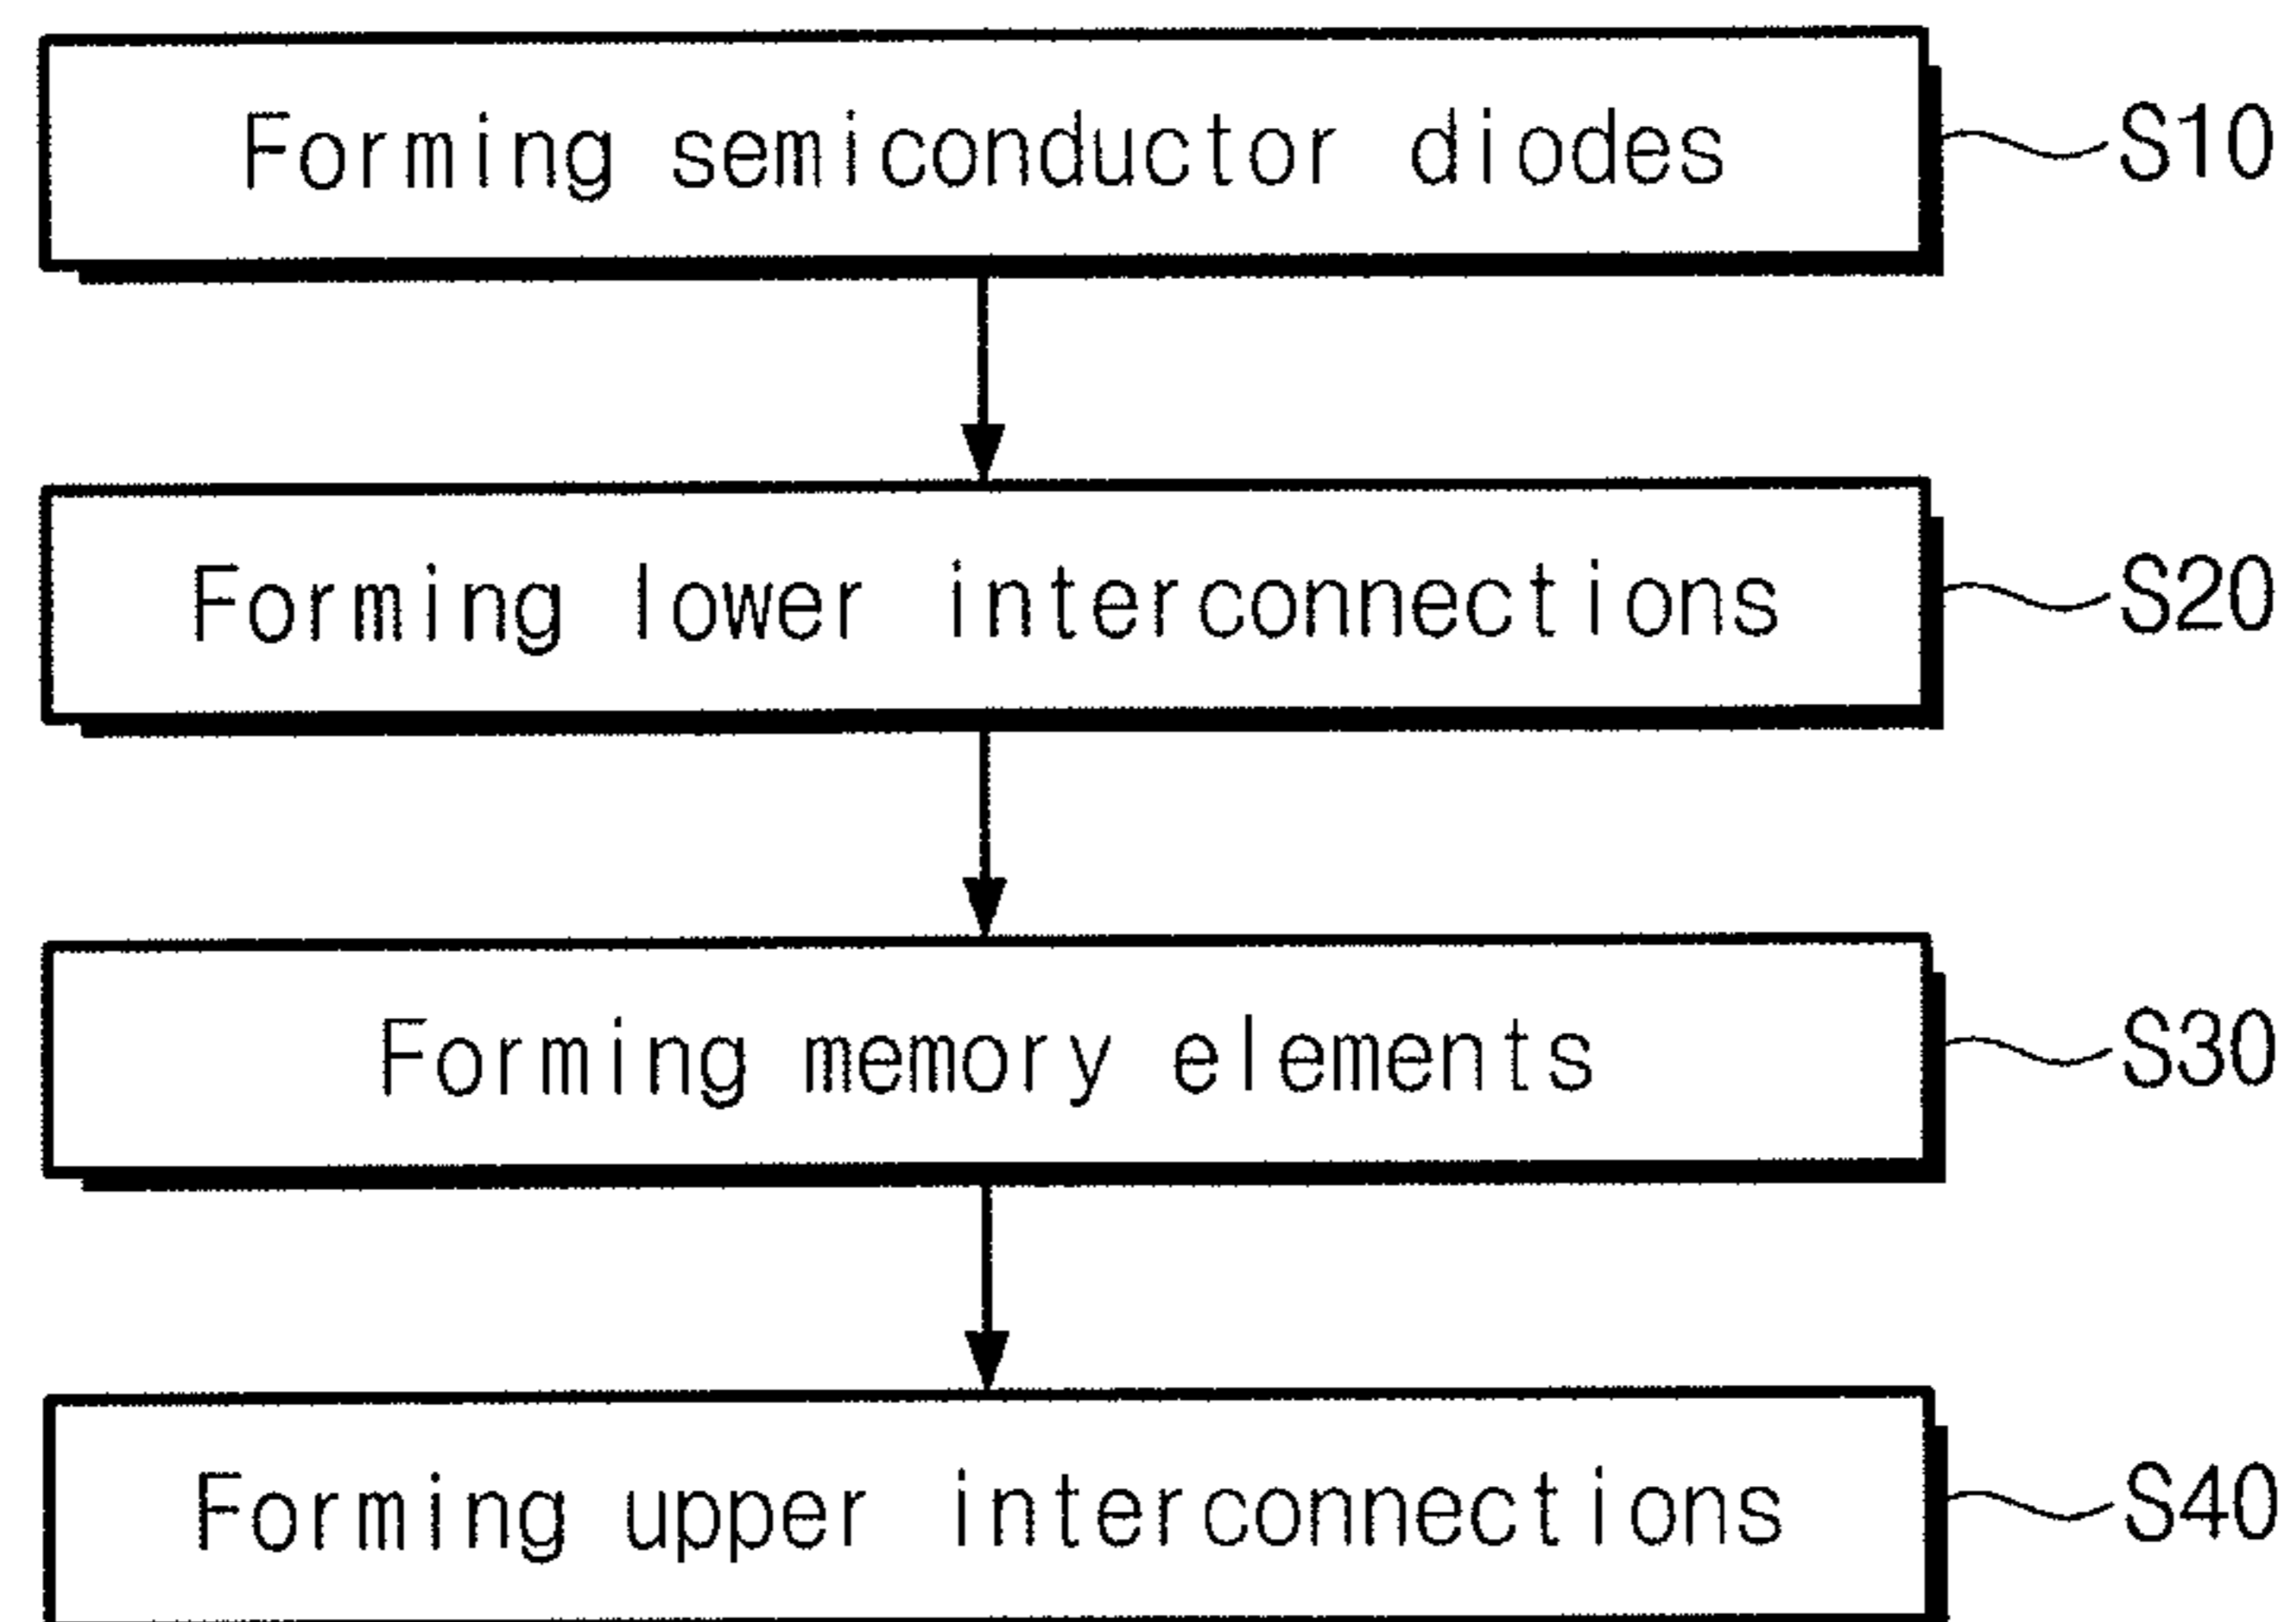 Forming semiconductor diodes S10
Forming lower interconnections S20
Forming memory elements S30
Forming upper interconnections S40